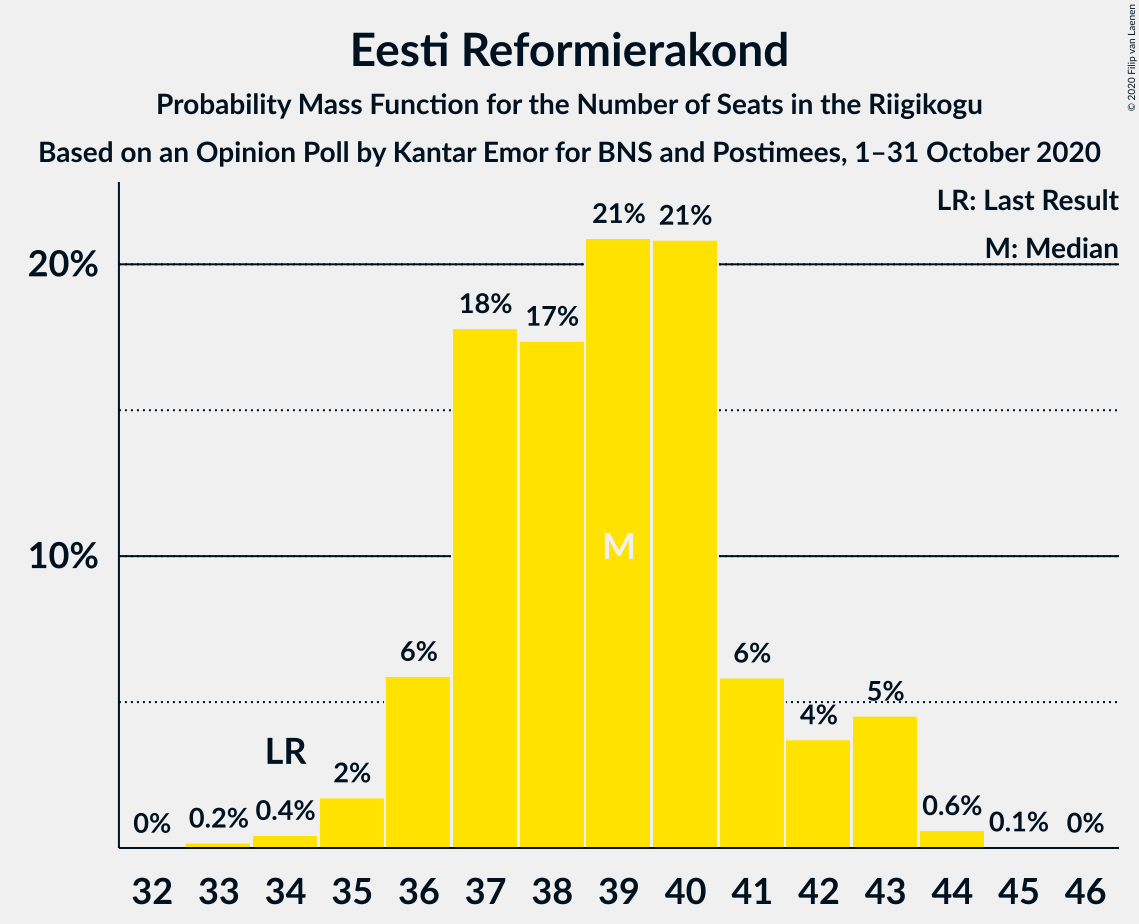 Eesti Reformierakond
Probability Mass Function for the Number of Seats in the Riigikogu
Based on an Opinion Poll by Kantar Emor for BNS and Postimees, 1–31 October 2020
© 2020 Filip van Laenen
LR: Last Result
M: Median
20%
10%
0% 0.2% 0.4% 2% 6% 18% 17% 21% 21% 6% 4% 5% 0.6% 0.1% 0%
LR
M
32 33 34 35 36 37 38 39 40 41 42 43 44 45 46